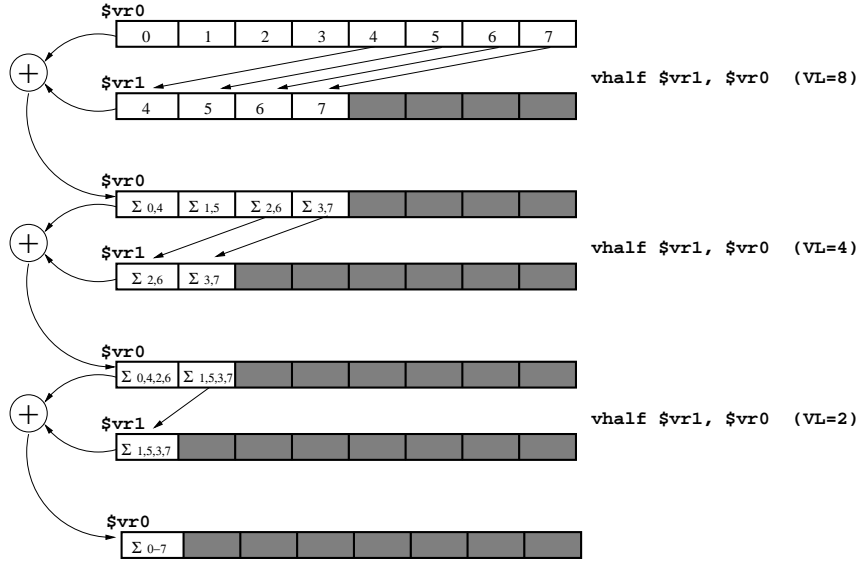 $vr0
0 1 2 3 4 5 6 7
+
$vr1
vhalf $vr1, $vr0 (VL=8)
4 5 6 7
$vr0
Σ 0,4 Σ 1,5 Σ 2,6 Σ 3,7
+
$vr1
vhalf $vr1, $vr0 (VL=4)
Σ 2,6 Σ 3,7
$vr0
Σ 0,4,2,6 Σ 1,5,3,7
+
$vr1
vhalf $vr1, $vr0 (VL=2)
Σ 1,5,3,7
$vr0
Σ 0−7